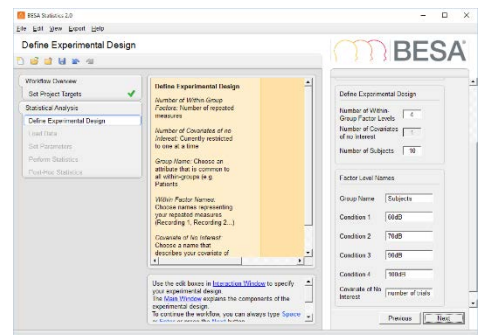 BESA Statistics 2.0
File Edit View Export Help
Define Experimental Design
BESA
Workflow Overview
Set Project Targets
Statistical Analysis
Define Experimental Design
Load Data
Set Parameters
Perform Statistics
Post-Hoc Statistics
Define Experimental Design
Number of Within Group
Factors: Number of repeated
measures
Number of Covariates of no
Interest: Currently restricted
to one at a time
Group Name: Choose an
attribute that is common to
all within-groups (e.g.
Patients
Within Factor Names:
Choose names representing
your repeated measures
(Recording 1, Recording 2...)
Covariate of No Interest:
Choose a name that
describes your covariate of
Use the edit boxes in Interaction Window to specify
your experimental design.
The Main Window explains the components of the
experimental design.
To continue the workflow, you can always type Space
or Enter or press the Next button.
Define Experimental Design
Number of Within-
Group Factor Levels
4
Number of Covariates
of no Interest
1
Number of Subjects
10
Factor Level Names
Group Name
Subjects
Condition 1
60dB
Condition 2
70dB
Condition 3
90dB
Condition 4
100dB
Covariate of No
Interest
number of trials
Previous
Next